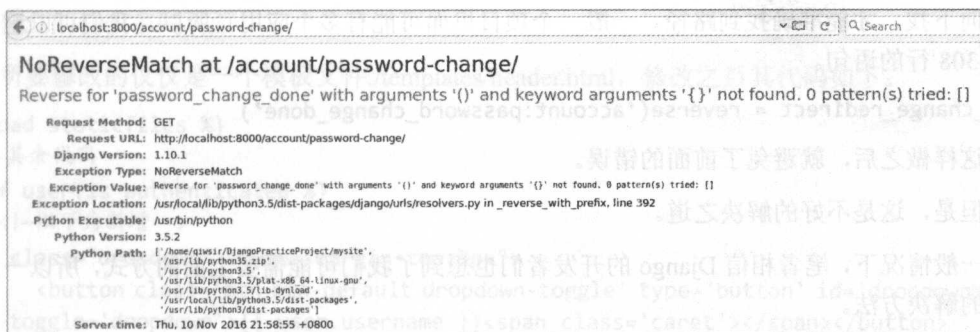 localhost:8000/account/password-change/
Search
NoReverseMatch at /account/password-change/
Reverse for 'password_change_done' with arguments '()' and keyword arguments '{}' not found. 0 pattern(s) tried: []
Request Method: GET
Request URL: http://localhost:8000/account/password-change/
Django Version: 1.10.1
Exception Type: NoReverseMatch
Exception Value: Reverse for 'password_change_done' with arguments '()' and keyword arguments '{}' not found. 0 pattern(s) tried: []
Exception Location: /usr/local/lib/python3.5/dist-packages/django/urls/resolvers.py in _reverse_with_prefix, line 392
Python Executable: /usr/bin/python
Python Version: 3.5.2
Python Path: ['/home/qiwsir/DjangoPracticeProject/mysite',
'/usr/lib/python35.zip',
'/usr/lib/python3.5',
'/usr/lib/python3.5/plat-x86_64-linux-gnu',
'/usr/lib/python3.5/lib-dynload',
'/usr/local/lib/python3.5/dist-packages',
'/usr/lib/python3/dist-packages']
Server time: Thu, 10 Nov 2016 21:58:55 +0800